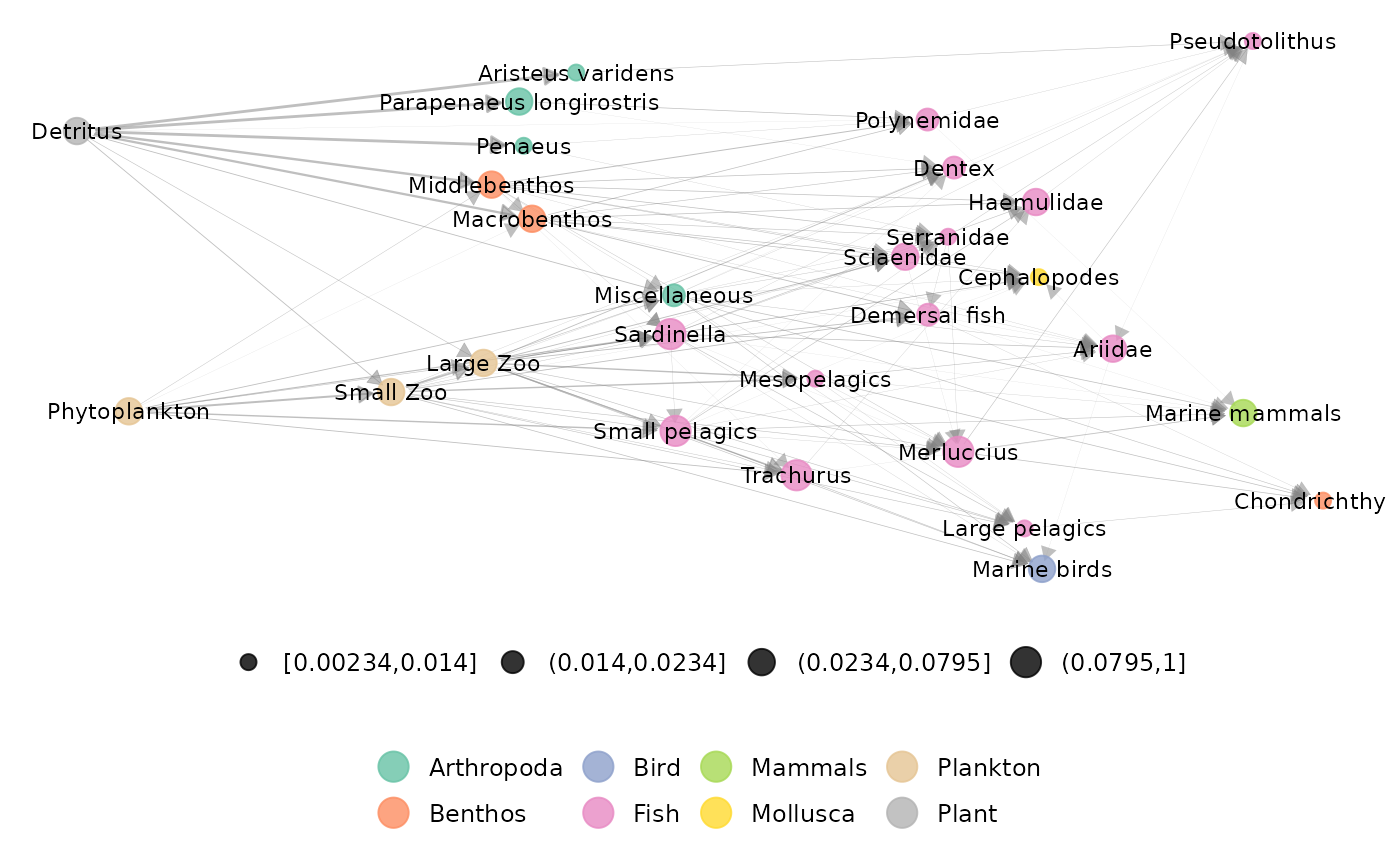 Pseudotolithus
Aristeus varidens
Parapenaeus longirostris
Polynemidae
Detritus
Penaeus
Dentex
Middlebenthos
Haemulidae
Macrobenthos
Serranidae
Sciaenidae
Cephalopodes
Miscellaneous
Demersal fish
Sardinella
Ariidae
Large Zoo
Mesopelagics
Small Zoo
Phytoplankton
Marine mammals
Small pelagics
Merluccius
Trachurus
Chondrichthy
Large pelagics
Marine birds
[0.00234,0.014] (0.014,0.0234] (0.0234,0.0795] (0.0795,1]
Arthropoda Bird Mammals Plankton
Benthos Fish Mollusca Plant